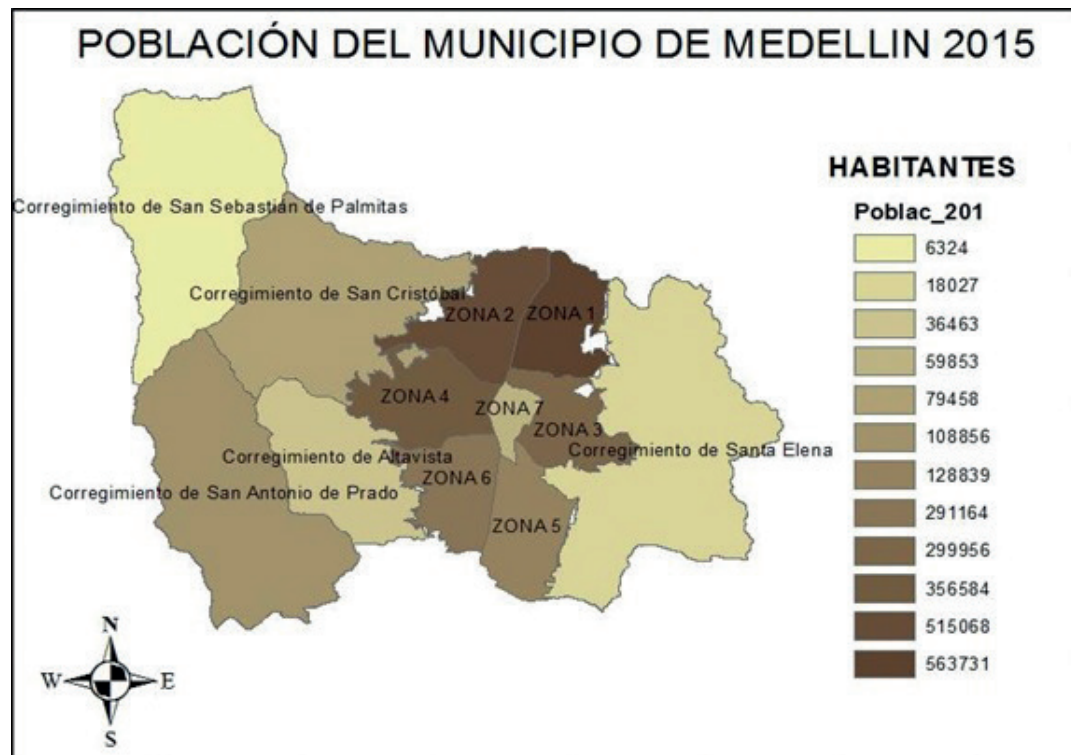 POBLACIÓN DEL MUNICIPIO DE MEDELLIN 2015
HABITANTES
Poblac_201
6324
18027
36463
59853
79458
108856
128839
291164
299956
356584
515068
563731
Corregimiento de San Sebastián de Palmitas
Corregimiento de San Cristóbal
ZONA 2
ZONA 1
ZONA 4
ZONA 7
ZONA 3
Corregimiento de Altavista
Corregimiento de Santa Elena
ZONA 6
Corregimiento de San Antonio de Prado
ZONA 5
N
W
E
S